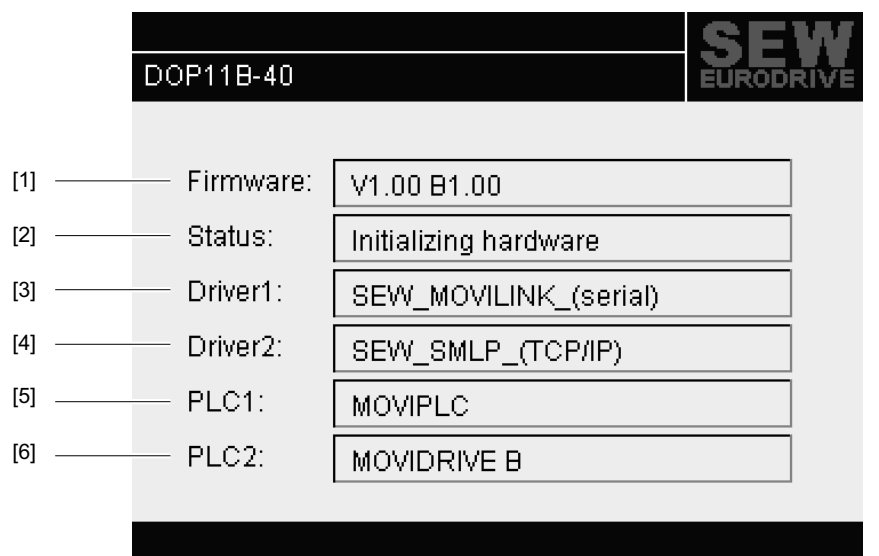 SEW
EURODRIVE
DOP11B-40
[1] Firmware: V1.00 B1.00
[2] Status: Initializing hardware
[3] Driver1: SEW_MOVILINK_(serial)
[4] Driver2: SEW_SMLP_(TCP/IP)
[5] PLC1: MOVIPLC
[6] PLC2: MOVIDRIVE B